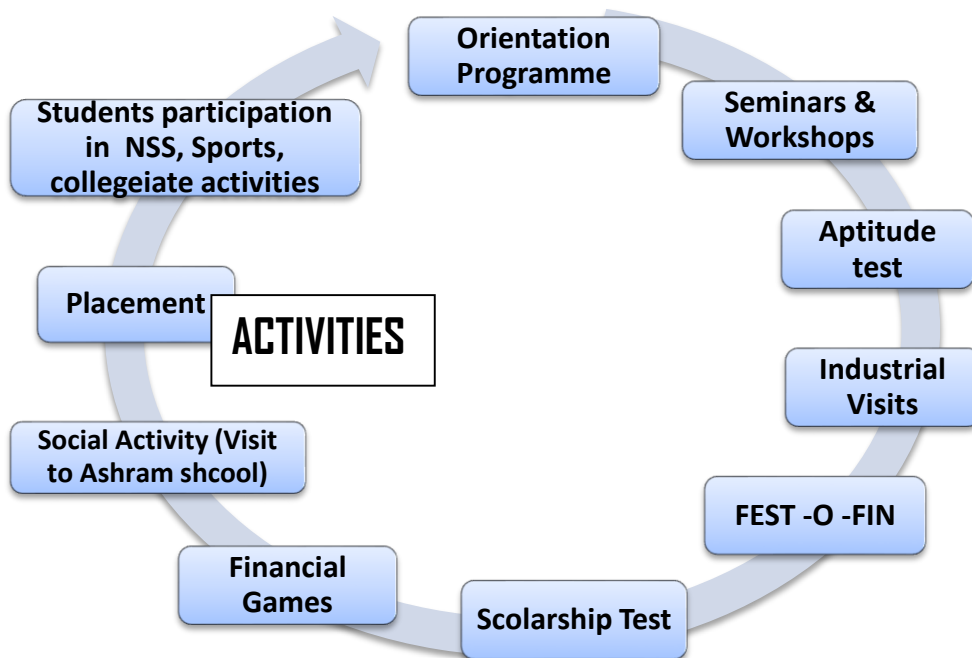 Orientation
Programme
Seminars &
Workshops
Aptitude
test
Industrial
Visits
FEST -O -FIN
Scolarship Test
Financial
Games
Social Activity (Visit
to Ashram shcool)
Placement
Students participation
in NSS, Sports,
collegeiate activities
ACTIVITIES